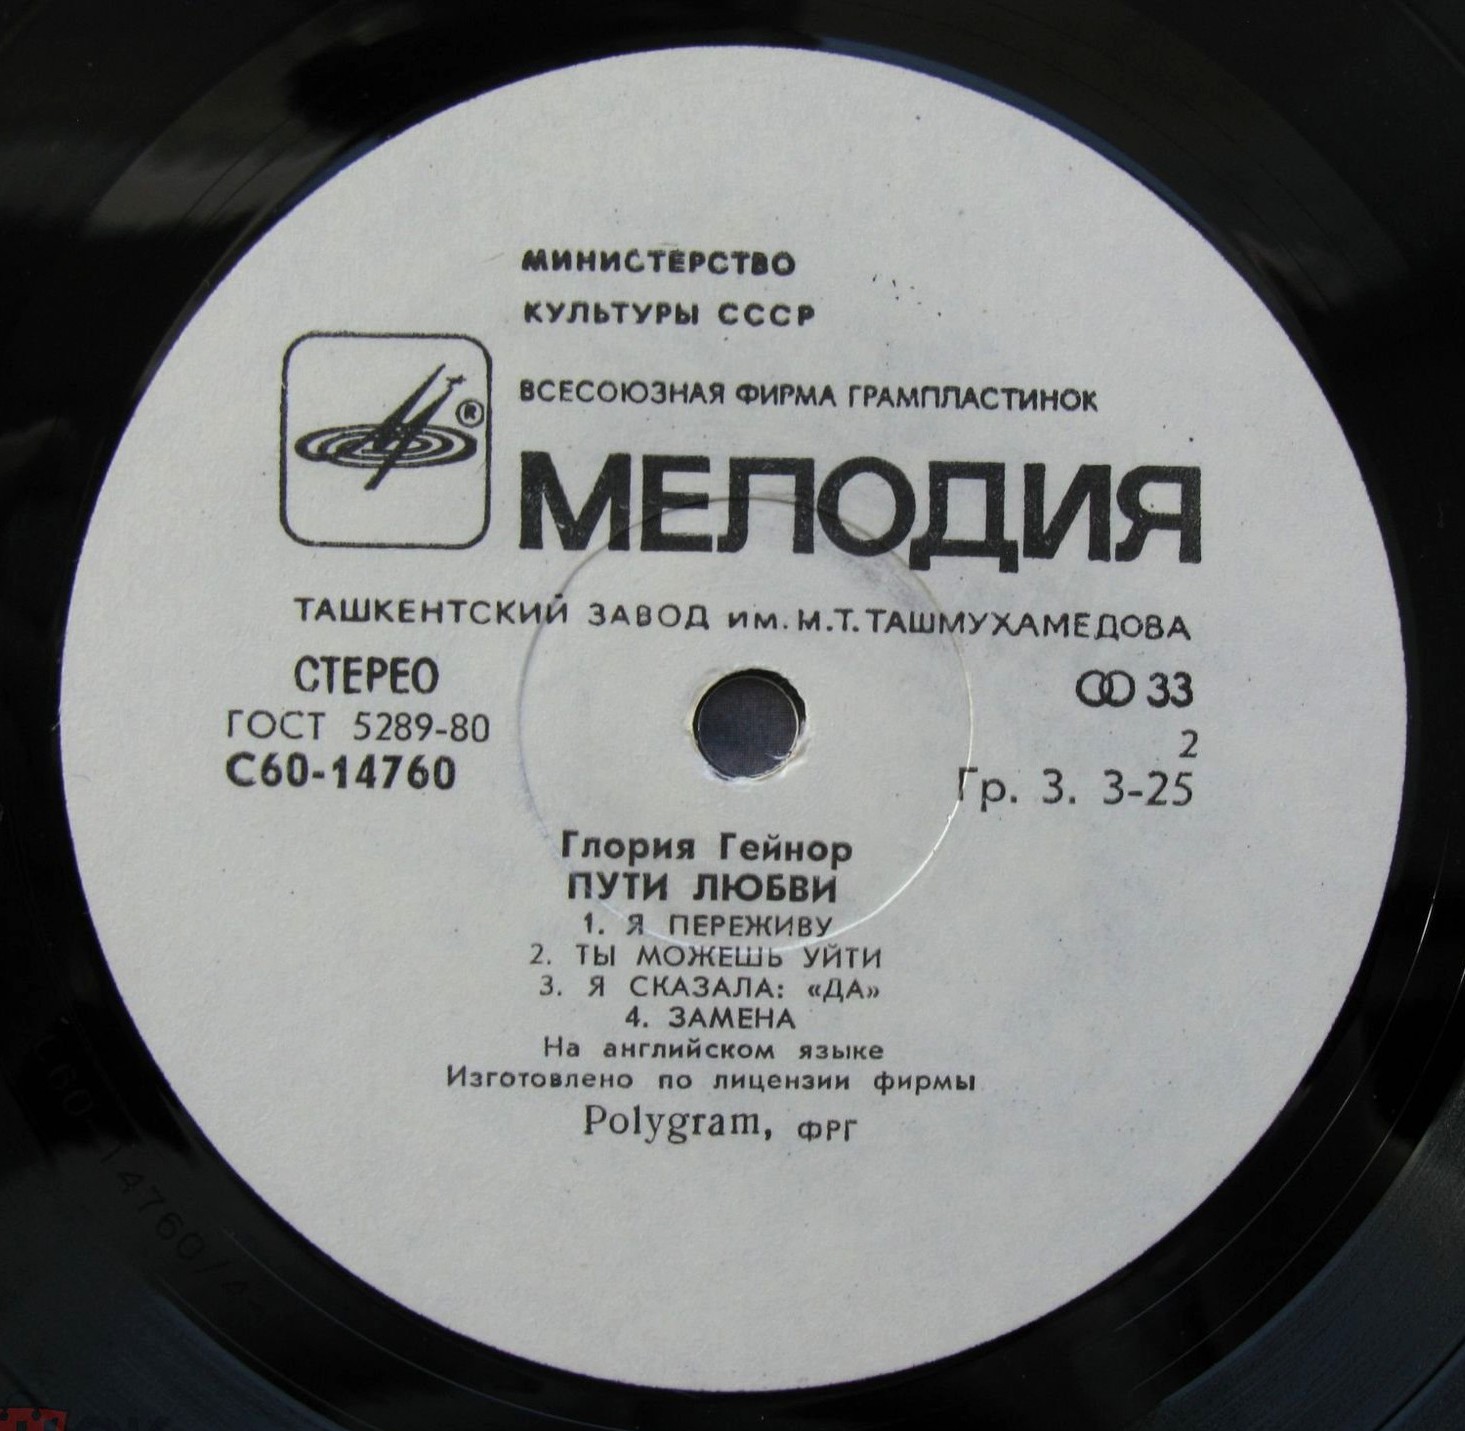 МИНИСТЕРСТВО
КУЛЬТУРЫ СССР
ВСЕСОЮЗНАЯ ФИРМА ГРАМПЛАСТИНОК
®
МЕЛОДИЯ
ТАШКЕНТСКИЙ ЗАВОД им. М.Т. ТАШМУХАМЕДОВА
СТЕРЕО
33
ГОСТ 5289-80
2
С60-14760
Гр. 3. 3-25
Глория Гейнор
ПУТИ ЛЮБВИ
1. Я ПЕРЕЖИВУ
2. ТЫ МОЖЕШЬ УЙТИ
3. Я СКАЗАЛА: «ДА»
4. ЗАМЕНА
На английском языке
Изготовлено по лицензии фирмы
Polygram, ФРГ